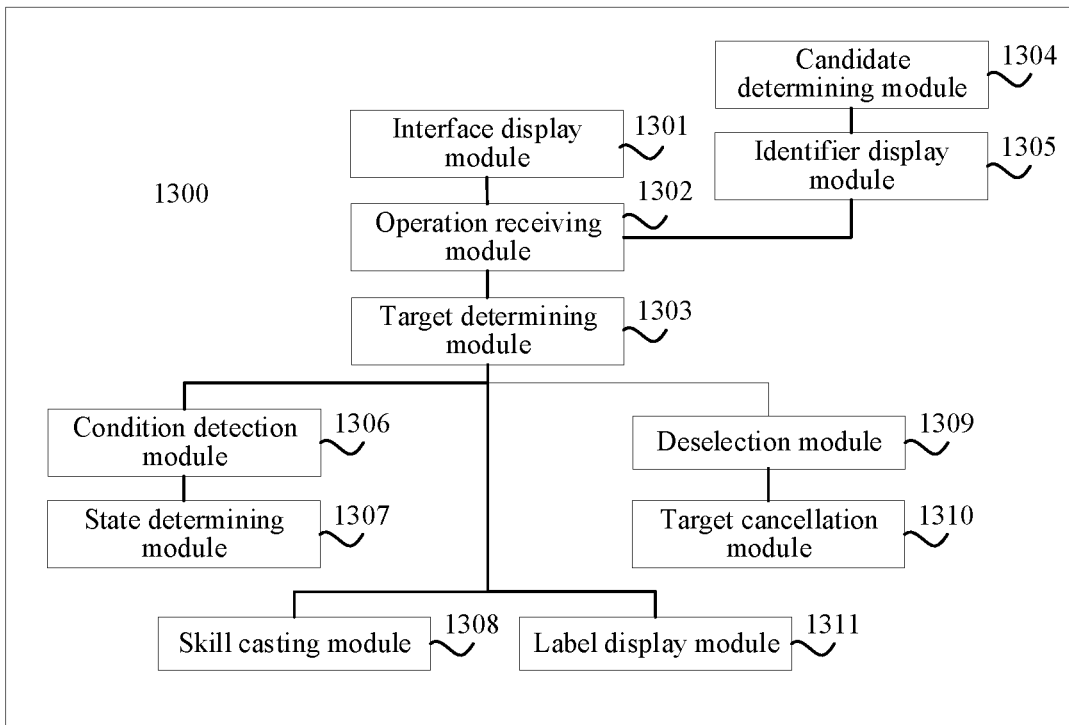 1300
Candidate
determining module
1304
Interface display
module
1301
Identifier display
module
1305
Operation receiving
module
1302
Target determining
module
1303
Condition detection
module
1306
Deselection module
1309
State determining
module
1307
Target cancellation
module
1310
Skill casting module
1308
Label display module
1311